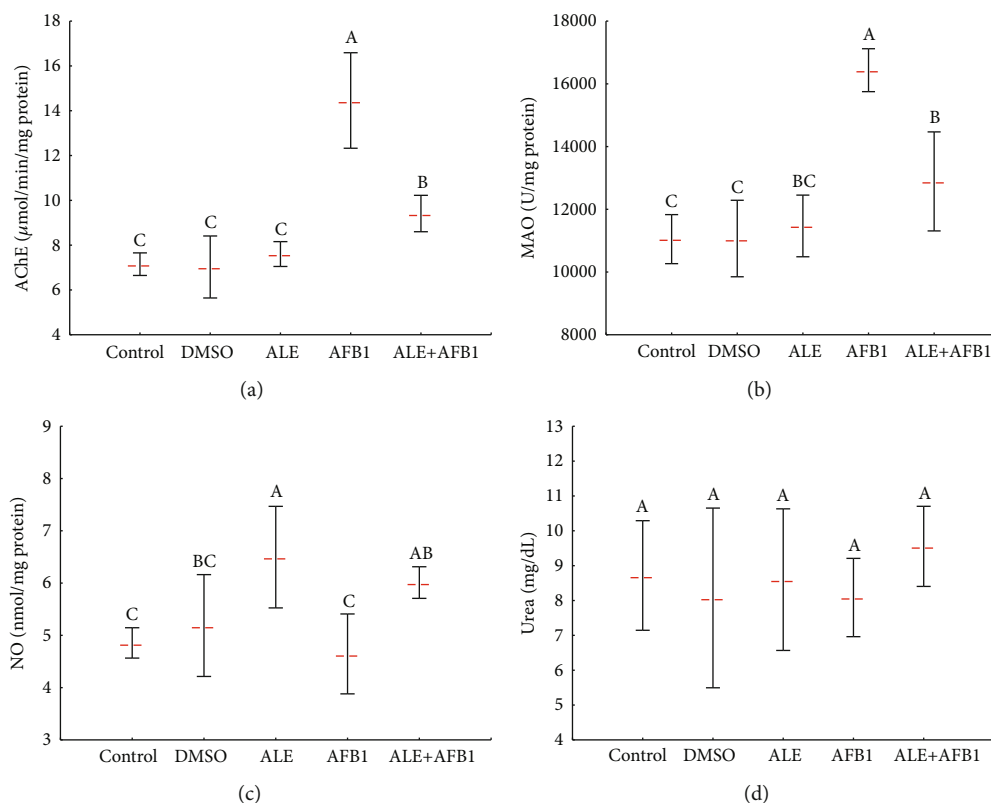 18
16
14
12
10
8
6
4
AChE (μmol/min/mg protein)
C
C
C
A
B
Control DMSO ALE AFB1 ALE+AFB1
(a)
18000
16000
14000
12000
10000
8000
MAO (U/mg protein)
C
C
BC
A
B
Control DMSO ALE AFB1 ALE+AFB1
(b)
9
8
7
6
5
4
3
NO (nmol/mg protein)
C
BC
A
C
AB
Control DMSO ALE AFB1 ALE+AFB1
(c)
13
12
11
10
9
8
7
6
5
4
Urea (mg/dL)
A
A
A
A
A
Control DMSO ALE AFB1 ALE+AFB1
(d)